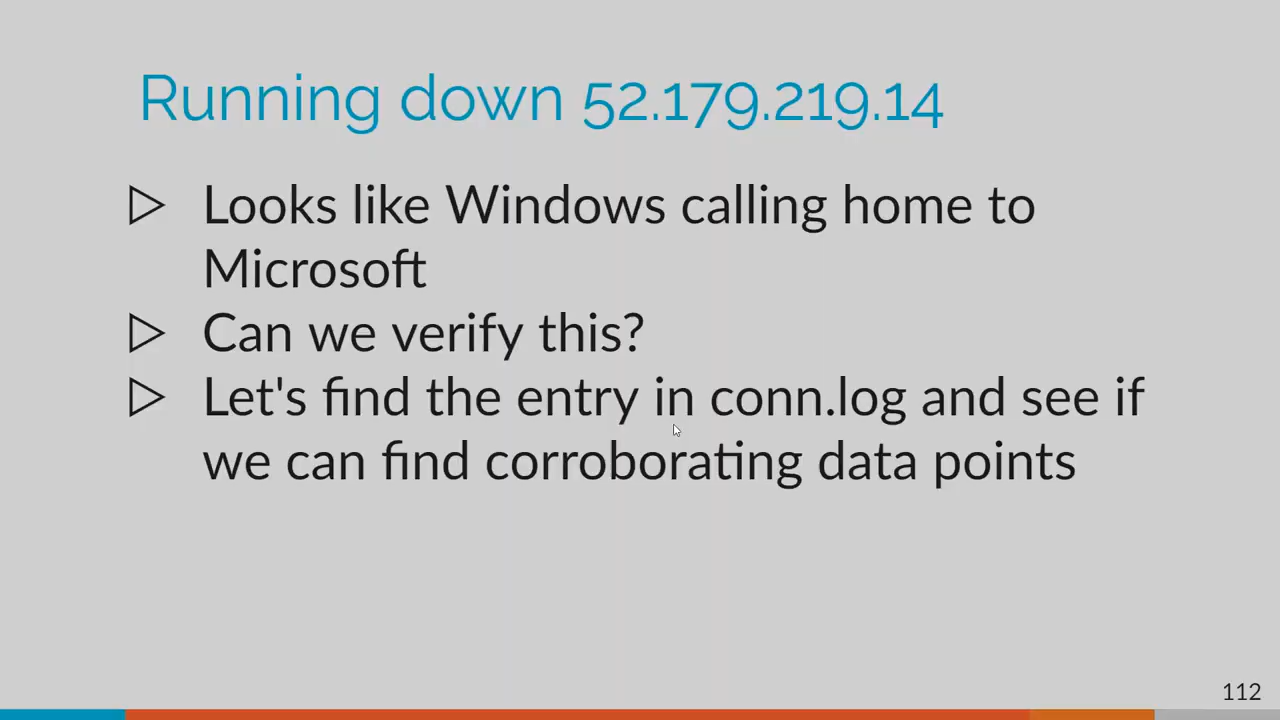 Running down 52.179.219.14
Looks like Windows calling home to
Microsoft
Can we verify this?
Let's find the entry in conn.log and see if
we can find corroborating data points
112